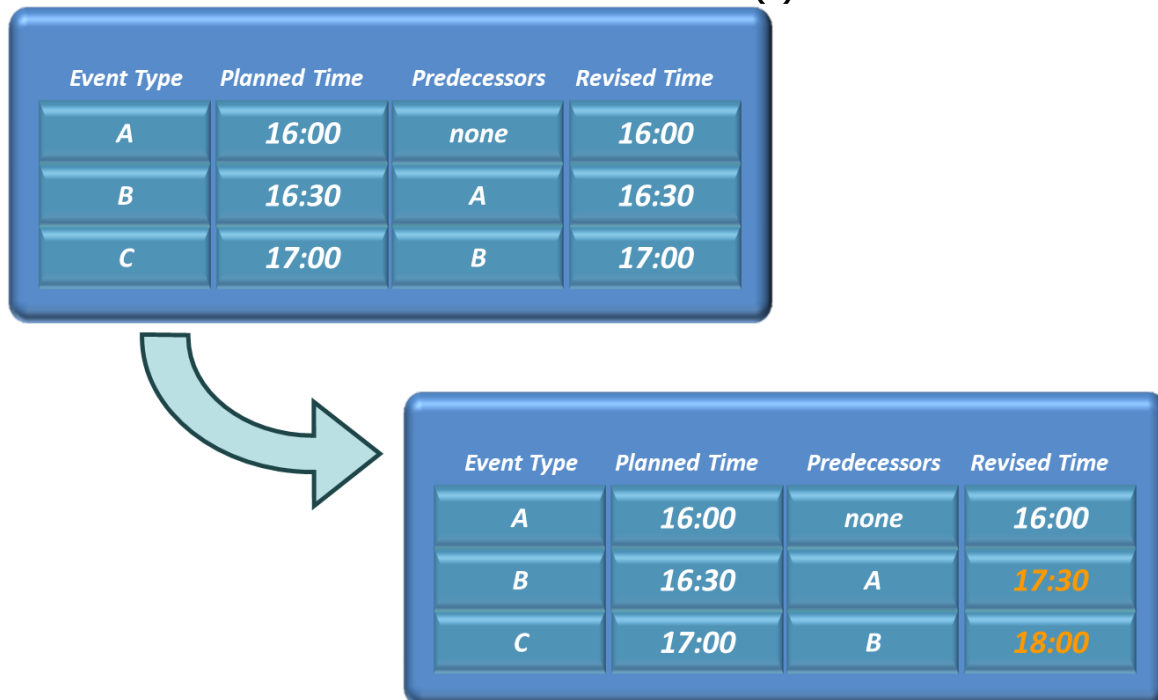 Event Type Planned Time Predecessors Revised Time
A 16:00 none 16:00
B 16:30 A 16:30
C 17:00 B 17:00
Event Type Planned Time Predecessors Revised Time
A 16:00 none 16:00
B 16:30 A 17:30
C 17:00 B 18:00